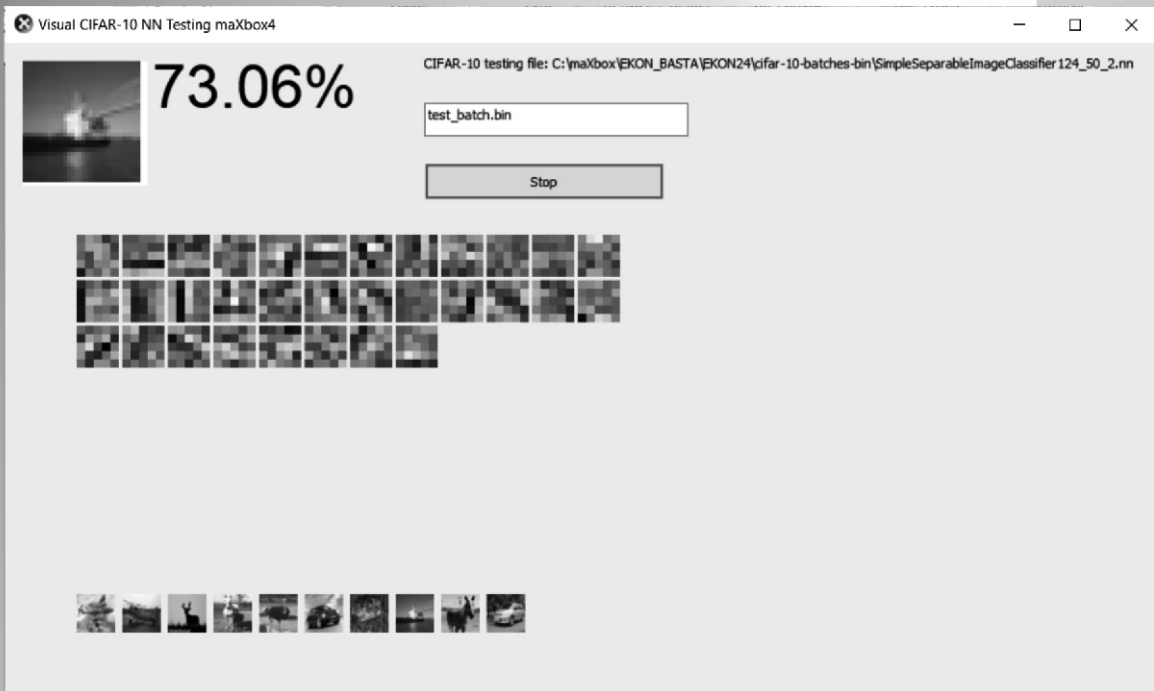 Visual CIFAR-10 NN Testing maXbox4
73.06%
CIFAR-10 testing file: C:\maXbox\EKON_BASTA\EKON24\cifar-10-batches-bin\SimpleSeparableImageClassifier124_50_2.nn
test_batch.bin
Stop